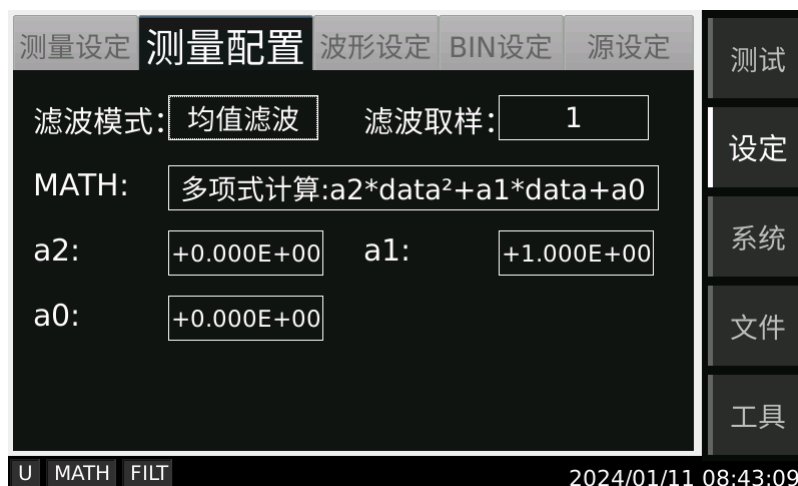 测量设定 测量配置 波形设定 BIN设定 源设定
测试
滤波模式: 均值滤波 滤波取样: 1
设定
MATH: 多项式计算:a2*data²+a1*data+a0
系统
a2: +0.000E+00 a1: +1.000E+00
a0: +0.000E+00
文件
工具
U MATH FILT 2024/01/11 08:43:09